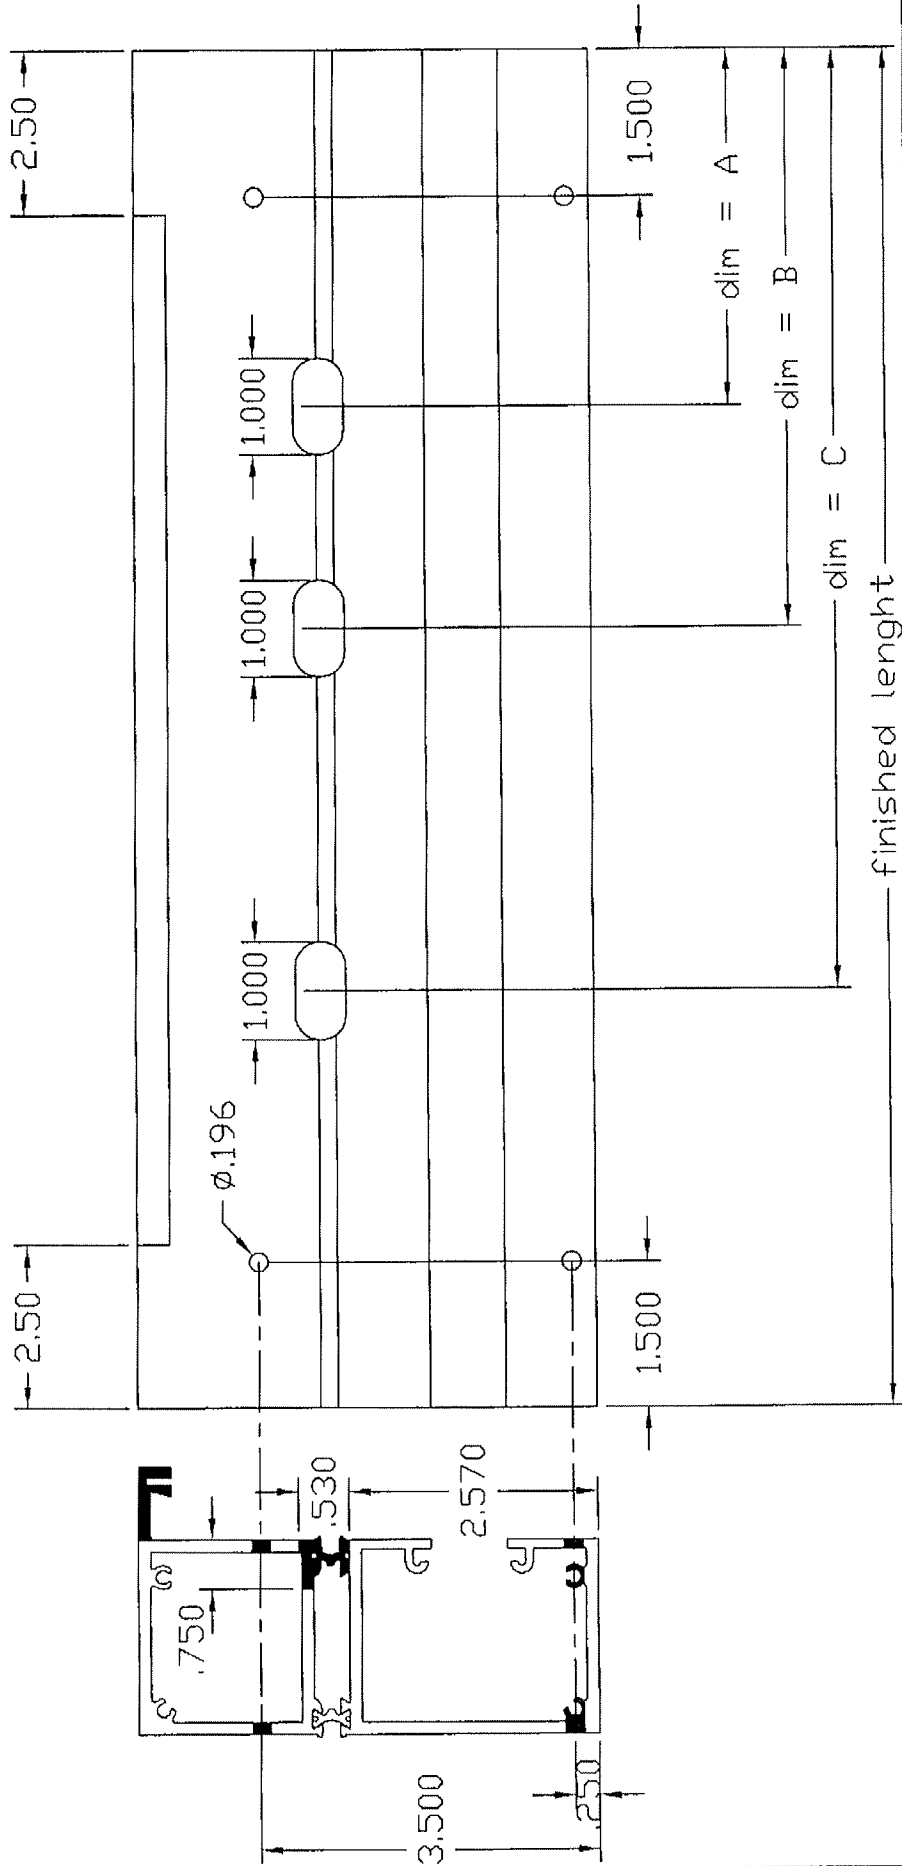 2.50
2.50
Ø.196
1.000
1.000
1.000
.750
.530
2.570
3.500
.250
1.500
1.500
dim = A
dim = B
dim = C
finished lenght